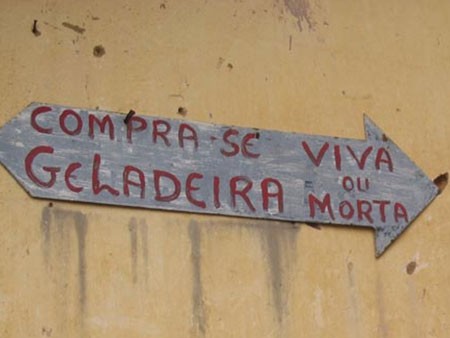 COMPRA-SE VIVA
GELADEIRA OU MORTA